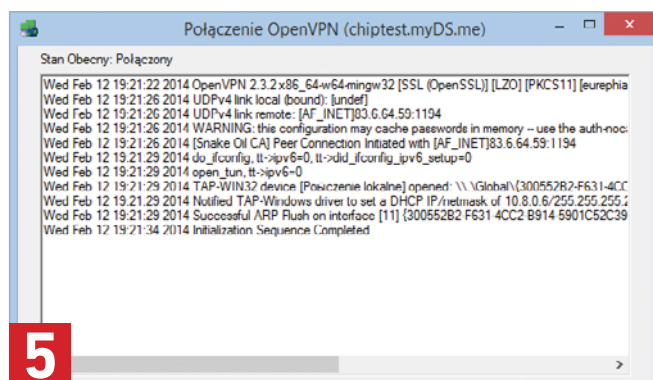 Połączenie OpenVPN (chiptest.myDS.me)
Stan Obecny: Połączony
Wed Feb 12 19:21:22 2014 OpenVPN 2.3.2 x86_64-w64-mingw32 [SSL (OpenSSL)] [LZO] [PKCS11] [eurephia
Wed Feb 12 19:21:26 2014 UDPv4 link local (bound): [undef]
Wed Feb 12 19:21:26 2014 UDPv4 link remote: [AF_INET]83.6.64.59:1194
Wed Feb 12 19:21:26 2014 WARNING: this configuration may cache passwords in memory -- use the auth-noc
Wed Feb 12 19:21:26 2014 [Snake Oil CA] Peer Connection Initiated with [AF_INET]83.6.64.59:1194
Wed Feb 12 19:21:29 2014 do_ifconfig, tt->ipv6=0, tt->did_ifconfig_ipv6_setup=0
Wed Feb 12 19:21:29 2014 open_tun, tt->ipv6=0
Wed Feb 12 19:21:29 2014 TAP-WIN32 device [Połączenie lokalne] opened: \\.\Global\{300552B2-F631-4CC
Wed Feb 12 19:21:29 2014 Notified TAP-Windows driver to set a DHCP IP/netmask of 10.8.0.6/255.255.255.2
Wed Feb 12 19:21:29 2014 Successful ARP Flush on interface [11] {300552B2-F631-4CC2-B914-5901C52C39
Wed Feb 12 19:21:34 2014 Initialization Sequence Completed
5